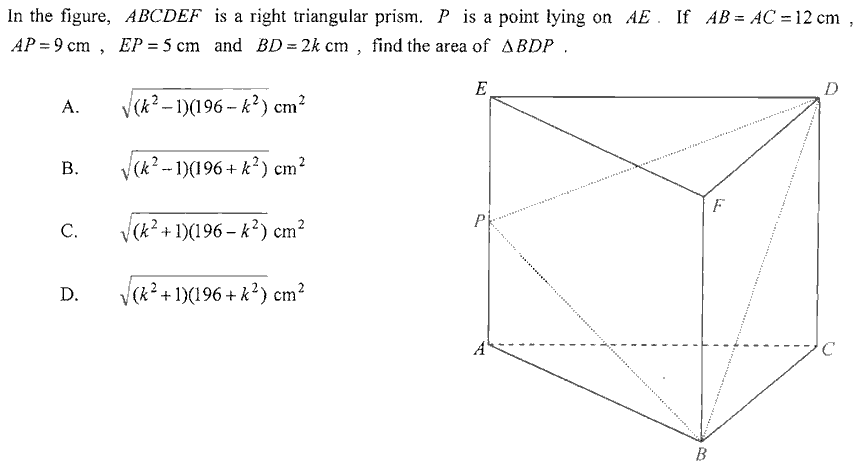 In the figure, ABCDEF is a right triangular prism. P is a point lying on AE. If AB = AC = 12 cm,
AP = 9 cm, EP = 5 cm and BD = 2k cm, find the area of ΔBDP.
A. √((k² – 1)(196 – k²)) cm²
B. √((k² – 1)(196 + k²)) cm²
C. √((k² + 1)(196 – k²)) cm²
D. √((k² + 1)(196 + k²)) cm²
E
D
F
P
A
C
B